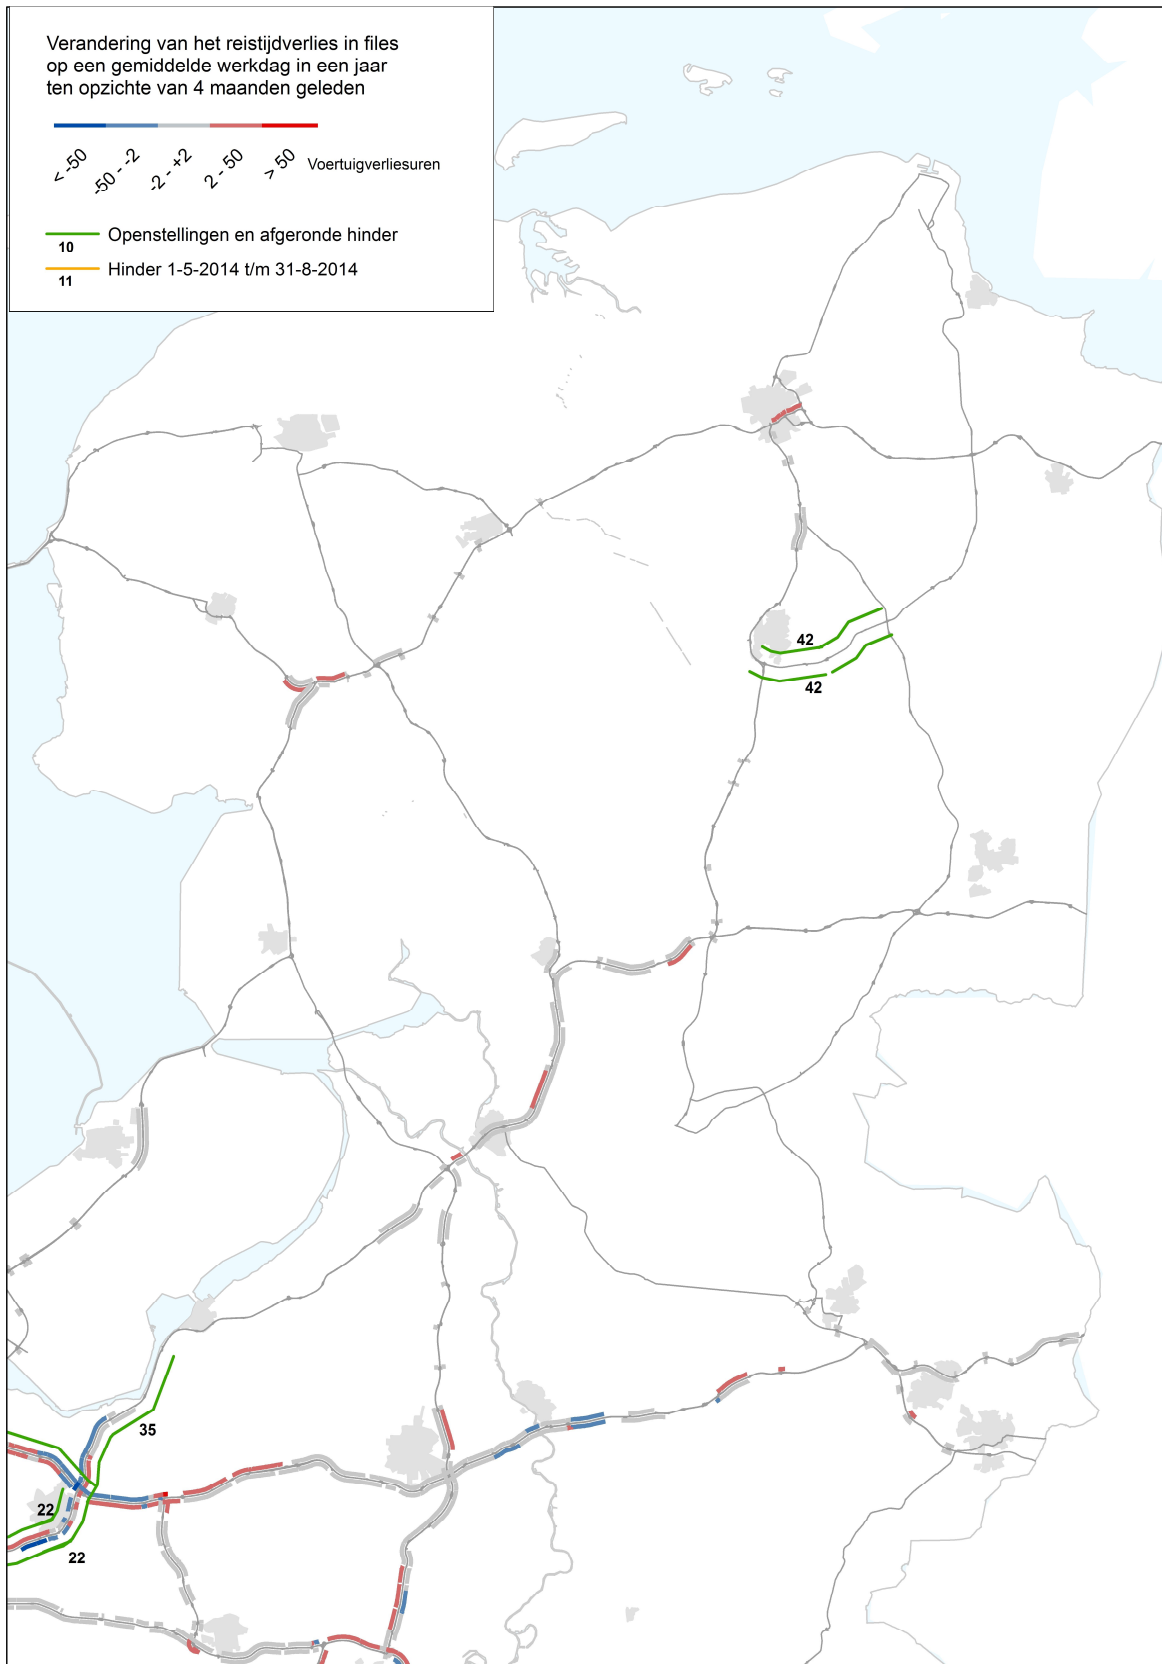 Verandering van het reistijdverlies in files
op een gemiddelde werkdag in een jaar
ten opzichte van 4 maanden geleden
< -50
-50 - -2
-2 - +2
2 - 50
> 50
Voertuigverliesuren
10
Openstellingen en afgeronde hinder
11
Hinder 1-5-2014 t/m 31-8-2014
42
42
35
22
22